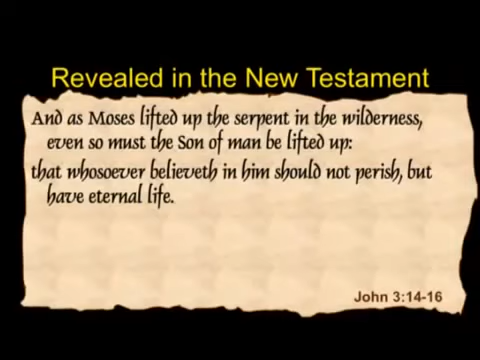 Revealed in the New Testament
And as Moses lifted up the serpent in the wilderness,
even so must the Son of man be lifted up:
that whosoever believeth in him should not perish, but
have eternal life.
John 3:14-16